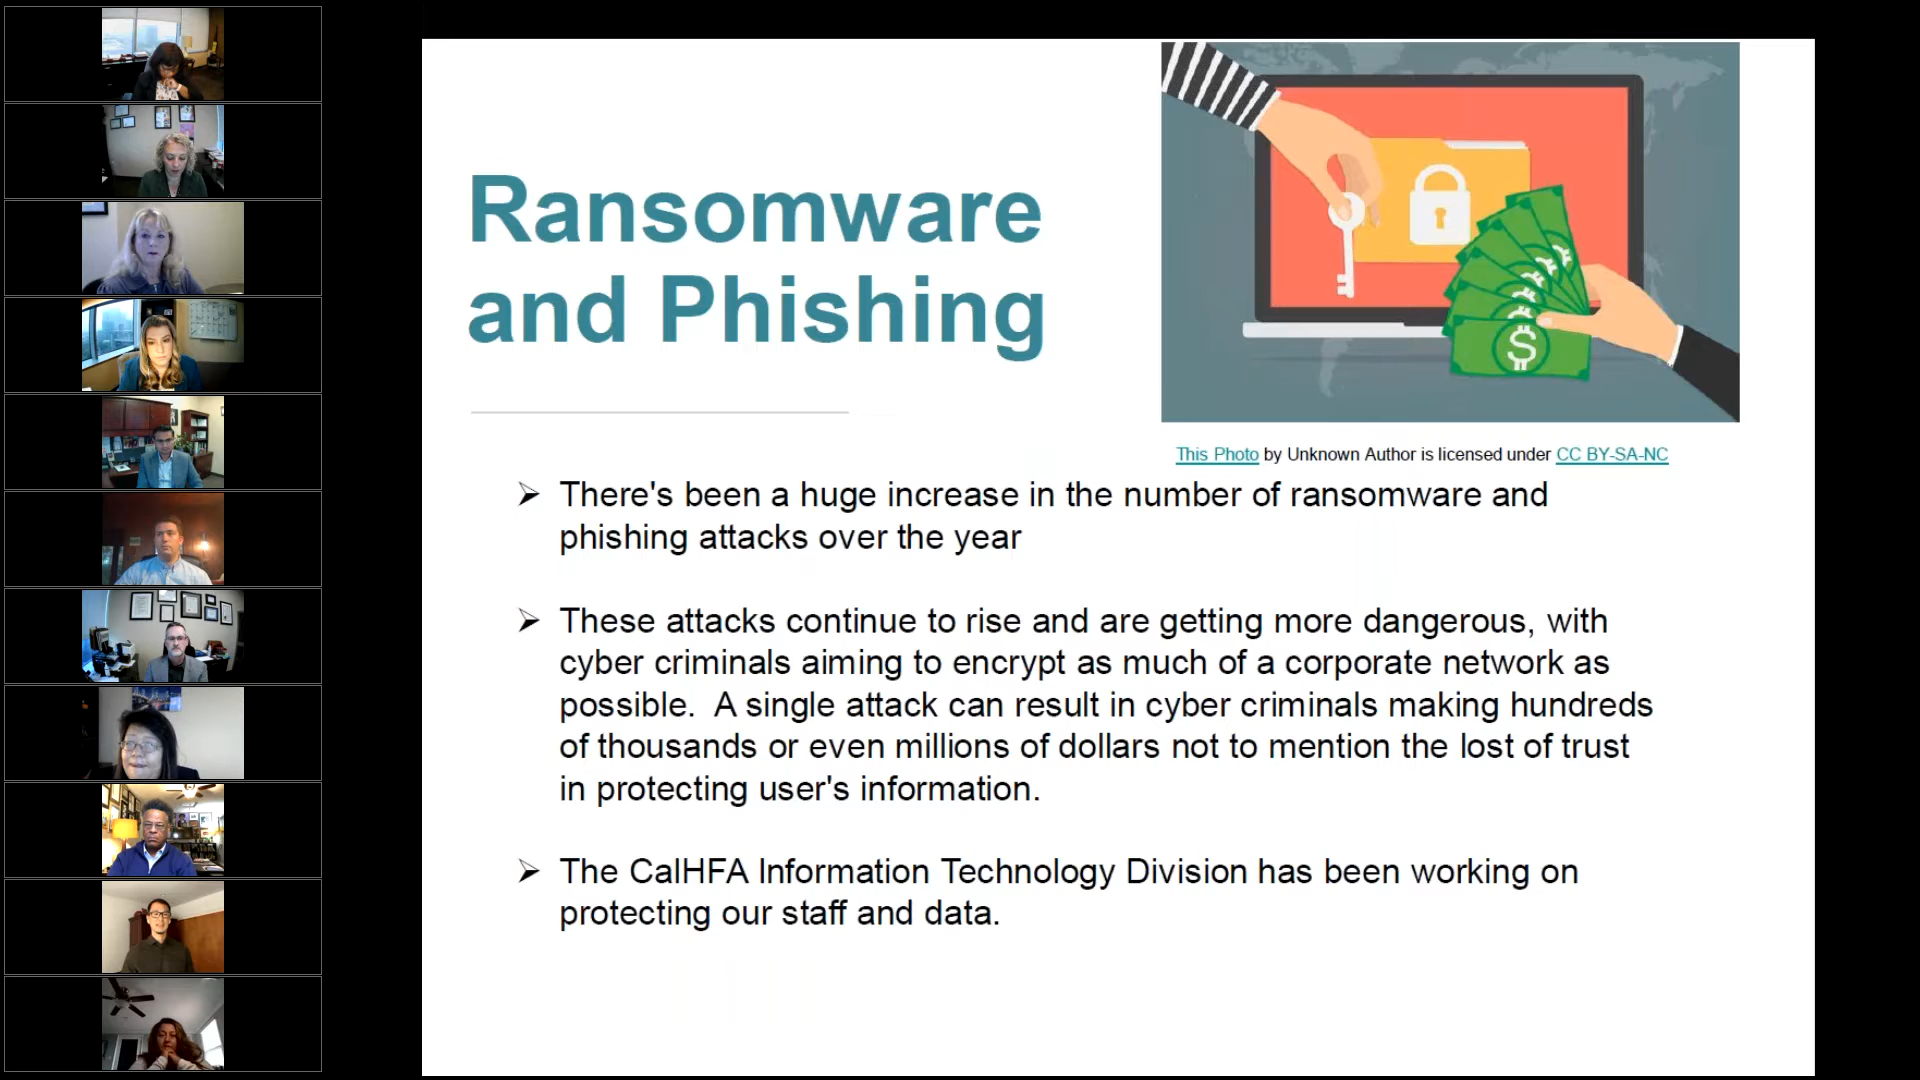 Ransomware
and Phishing
$
This Photo by Unknown Author is licensed under CC BY-SA-NC
➢ There's been a huge increase in the number of ransomware and
phishing attacks over the year
➢ These attacks continue to rise and are getting more dangerous, with
cyber criminals aiming to encrypt as much of a corporate network as
possible.  A single attack can result in cyber criminals making hundreds
of thousands or even millions of dollars not to mention the lost of trust
in protecting user's information.
➢ The CalHFA Information Technology Division has been working on
protecting our staff and data.